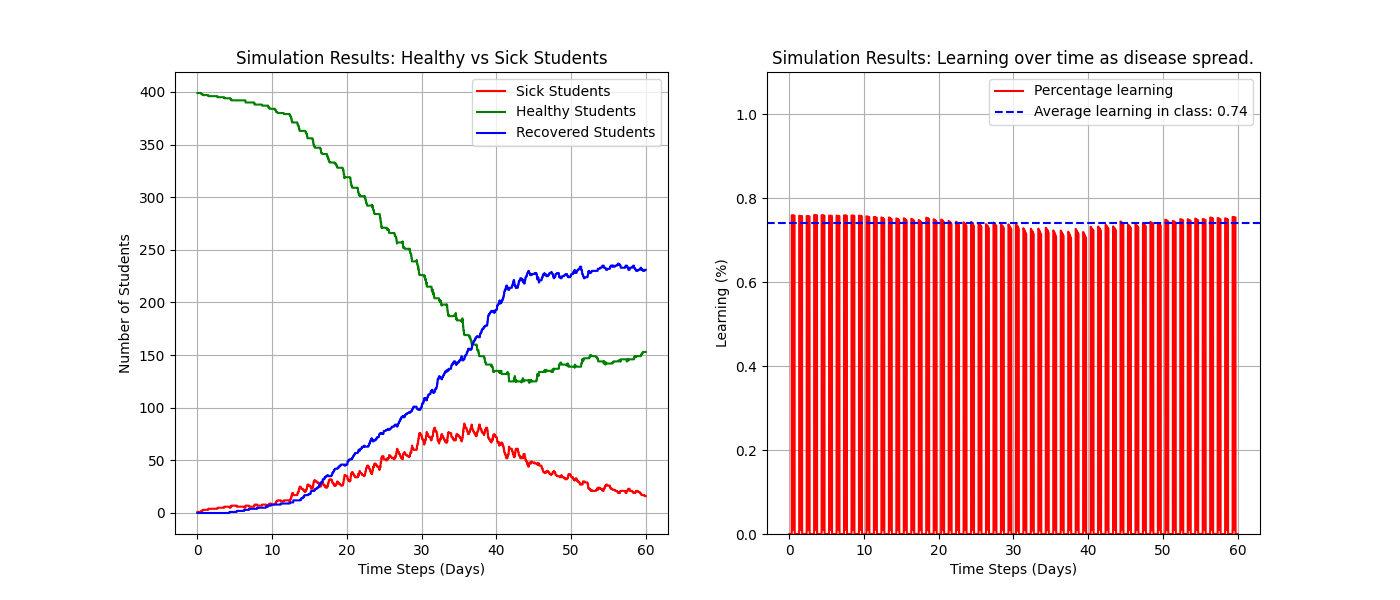 Simulation Results: Healthy vs Sick Students
Number of Students
400
350
300
250
200
150
100
50
0
Sick Students
Healthy Students
Recovered Students
0 10 20 30 40 50 60
Time Steps (Days)
Simulation Results: Learning over time as disease spread.
Learning (%)
1.0
0.8
0.6
0.4
0.2
0.0
Percentage learning
Average learning in class: 0.74
0 10 20 30 40 50 60
Time Steps (Days)